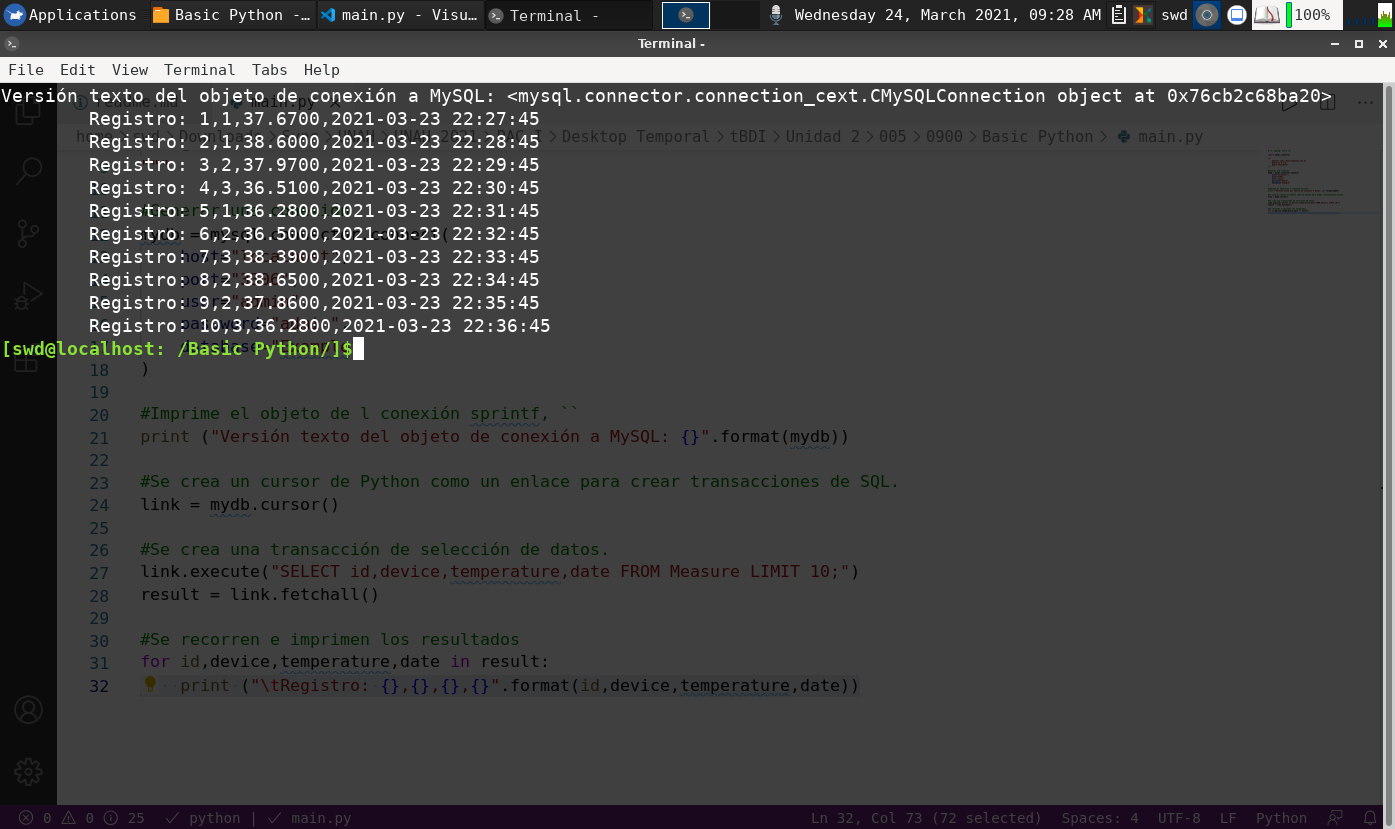 Applications Basic Python -... main.py - Visu... Terminal - Wednesday 24, March 2021, 09:28 AM swd 100%
Terminal -
File Edit View Terminal Tabs Help
Versión texto del objeto de conexión a MySQL: <mysql.connector.connection_cext.CMySQLConnection object at 0x76cb2c68ba20>
Registro: 1,1,37.6700,2021-03-23 22:27:45
Registro: 2,1,38.6000,2021-03-23 22:28:45
Desktop Temporal > tBDI > Unidad 2 > 005 > 0900 > Basic Python > main.py
Registro: 3,2,37.9700,2021-03-23 22:29:45
Registro: 4,3,36.5100,2021-03-23 22:30:45
Registro: 5,1,36.2800,2021-03-23 22:31:45
Registro: 6,2,36.5000,2021-03-23 22:32:45
Registro: 7,3,38.3900,2021-03-23 22:33:45
Registro: 8,2,38.6500,2021-03-23 22:34:45
Registro: 9,2,37.8600,2021-03-23 22:35:45
Registro: 10,3,36.2800,2021-03-23 22:36:45
[swd@localhost: /Basic Python/]$
18 )
19
20 #Imprime el objeto de l conexión sprintf, ``
21 print ("Versión texto del objeto de conexión a MySQL: {}".format(mydb))
22
23 #Se crea un cursor de Python como un enlace para crear transacciones de SQL.
24 link = mydb.cursor()
25
26 #Se crea una transacción de selección de datos.
27 link.execute("SELECT id,device,temperature,date FROM Measure LIMIT 10;")
28 result = link.fetchall()
29
30 #Se recorren e imprimen los resultados
31 for id,device,temperature,date in result:
32 print ("\tRegistro: {},{},{},{}".format(id,device,temperature,date))
0 0 25 python | main.py Ln 32, Col 73 (72 selected) Spaces: 4 UTF-8 LF Python